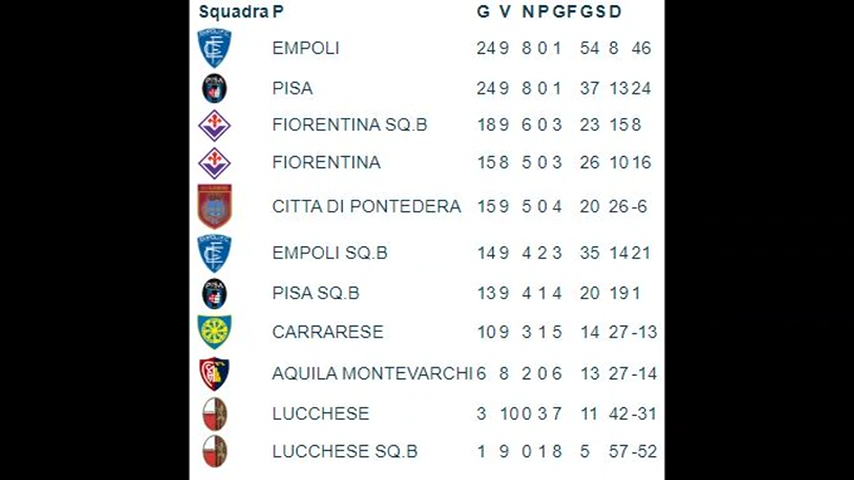 Squadra P G V N P GF GS D
EMPOLI 24 9 8 0 1 54 8 46
PISA 24 9 8 0 1 37 13 24
FIORENTINA SQ.B 18 9 6 0 3 23 15 8
FIORENTINA 15 8 5 0 3 26 10 16
CITTA DI PONTEDERA 15 9 5 0 4 20 26 -6
EMPOLI SQ.B 14 9 4 2 3 35 14 21
PISA SQ.B 13 9 4 1 4 20 19 1
CARRARESE 10 9 3 1 5 14 27 -13
AQUILA MONTEVARCHI 6 8 2 0 6 13 27 -14
LUCCHESE 3 10 0 3 7 11 42 -31
LUCCHESE SQ.B 1 9 0 1 8 5 57 -52